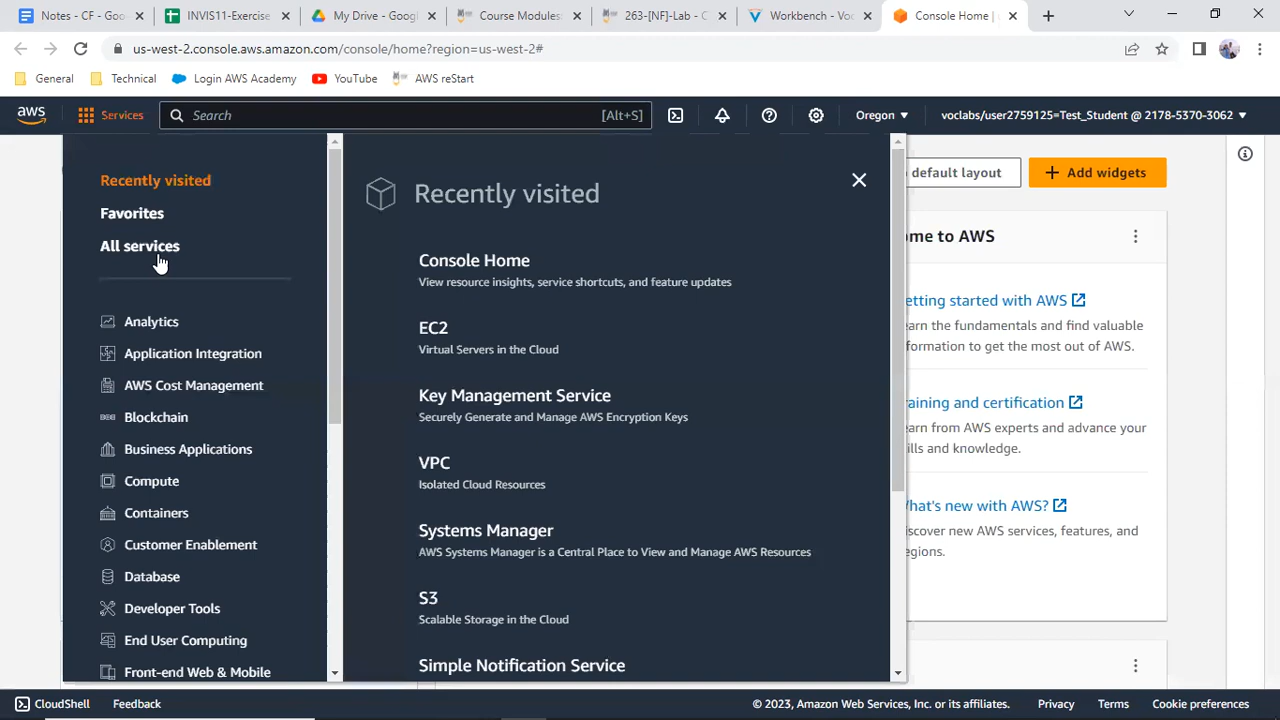 Notes - CF - Goo
INVIS11-Exercise
My Drive - Googl
Course Modules:
263-[NF]-Lab - C
Workbench - Voc
Console Home |
us-west-2.console.aws.amazon.com/console/home?region=us-west-2#
General
Technical
Login AWS Academy
YouTube
AWS reStart
aws
Services
Search
[Alt+S]
Oregon
voclabs/user2759125=Test_Student @ 2178-5370-3062
Recently visited
Favorites
All services
Analytics
Application Integration
AWS Cost Management
Blockchain
Business Applications
Compute
Containers
Customer Enablement
Database
Developer Tools
End User Computing
Front-end Web & Mobile
Recently visited
Console Home
View resource insights, service shortcuts, and feature updates
EC2
Virtual Servers in the Cloud
Key Management Service
Securely Generate and Manage AWS Encryption Keys
VPC
Isolated Cloud Resources
Systems Manager
AWS Systems Manager is a Central Place to View and Manage AWS Resources
S3
Scalable Storage in the Cloud
Simple Notification Service
default layout
Add widgets
ome to AWS
etting started with AWS
earn the fundamentals and find valuable
formation to get the most out of AWS.
raining and certification
earn from AWS experts and advance your
kills and knowledge.
hat's new with AWS?
iscover new AWS services, features, and
egions.
CloudShell
Feedback
© 2023, Amazon Web Services, Inc. or its affiliates.
Privacy
Terms
Cookie preferences